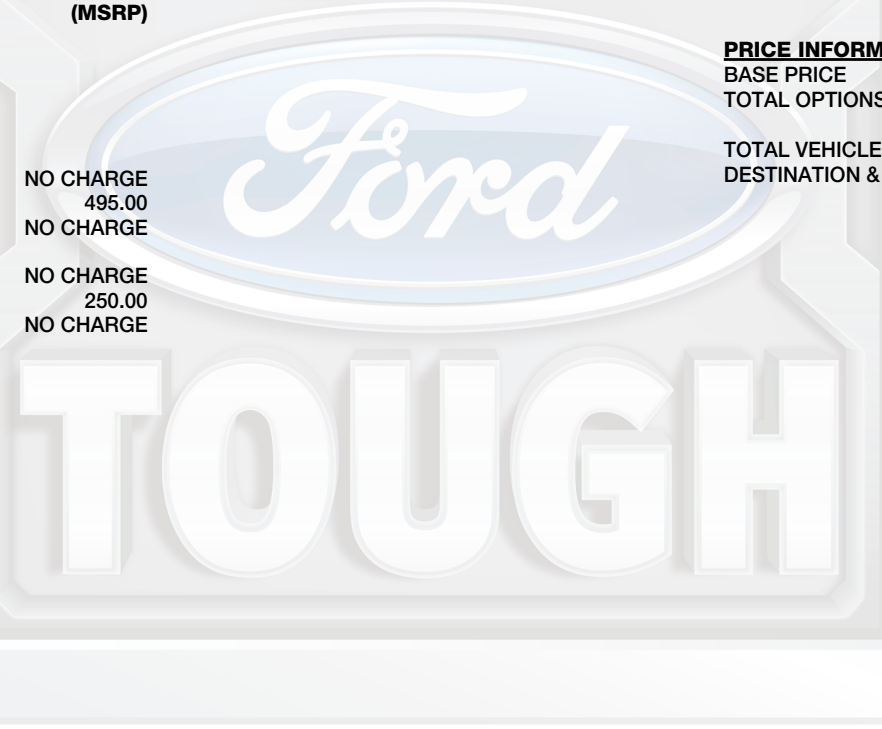 (MSRP)
NO CHARGE
495.00
NO CHARGE
NO CHARGE
250.00
NO CHARGE
PRICE INFORM
BASE PRICE
TOTAL OPTIONS
TOTAL VEHICLE
DESTINATION &
Ford
TOUGH